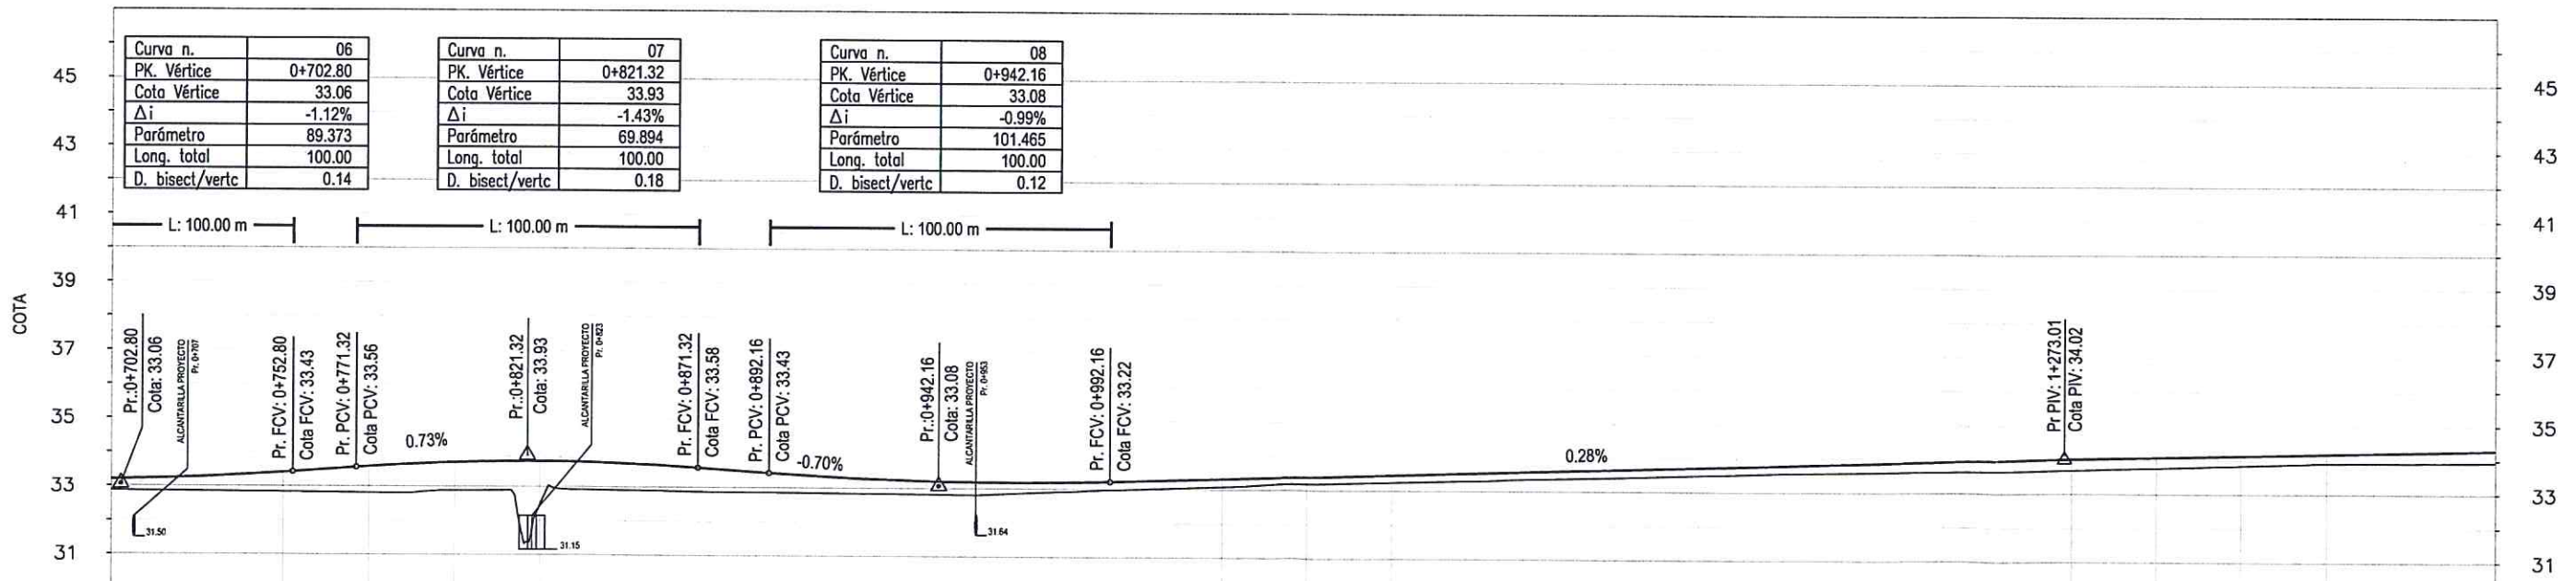 Curva n. 06
PK. Vértice 0+702.80
Cota Vértice 33.06
Δi -1.12%
Parámetro 89.373
Long. total 100.00
D. bisect/vertc 0.14
Curva n. 07
PK. Vértice 0+821.32
Cota Vértice 33.93
Δi -1.43%
Parámetro 69.894
Long. total 100.00
D. bisect/vertc 0.18
Curva n. 08
PK. Vértice 0+942.16
Cota Vértice 33.08
Δi -0.99%
Parámetro 101.465
Long. total 100.00
D. bisect/vertc 0.12
45
43
41
39
37
35
33
31
COTA
L: 100.00 m
L: 100.00 m
L: 100.00 m
Pr.:0+702.80
Cota: 33.06
ALCANTARILLA PROYECTO
Pr. 0+707
Pr. FCV: 0+752.80
Cota FCV: 33.43
Pr. PCV: 0+771.32
Cota PCV: 33.56
0.73%
Pr.:0+821.32
Cota: 33.93
ALCANTARILLA PROYECTO
Pr. 0+823
Pr. FCV: 0+871.32
Cota FCV: 33.58
Pr. PCV: 0+892.16
Cota PCV: 33.43
-0.70%
Pr.:0+942.16
Cota: 33.08
ALCANTARILLA PROYECTO
Pr. 0+953
Pr. FCV: 0+992.16
Cota FCV: 33.22
0.28%
Pr PIV: 1+273.01
Cota PIV: 34.02
31.50
31.15
31.64
45
43
41
39
37
35
33
31